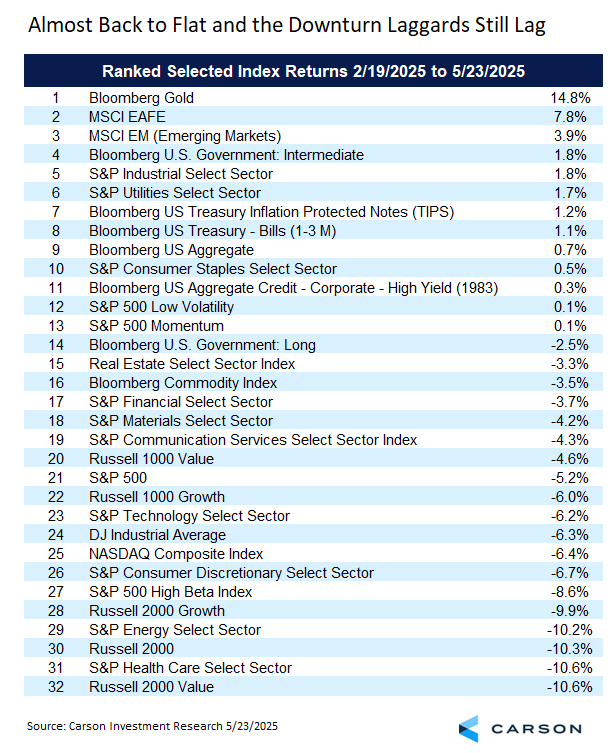 Almost Back to Flat and the Downturn Laggards Still Lag
Ranked Selected Index Returns 2/19/2025 to 5/23/2025
1 Bloomberg Gold 14.8%
2 MSCI EAFE 7.8%
3 MSCI EM (Emerging Markets) 3.9%
4 Bloomberg U.S. Government: Intermediate 1.8%
5 S&P Industrial Select Sector 1.8%
6 S&P Utilities Select Sector 1.7%
7 Bloomberg US Treasury Inflation Protected Notes (TIPS) 1.2%
8 Bloomberg US Treasury - Bills (1-3 M) 1.1%
9 Bloomberg US Aggregate 0.7%
10 S&P Consumer Staples Select Sector 0.5%
11 Bloomberg US Aggregate Credit - Corporate - High Yield (1983) 0.3%
12 S&P 500 Low Volatility 0.1%
13 S&P 500 Momentum 0.1%
14 Bloomberg U.S. Government: Long -2.5%
15 Real Estate Select Sector Index -3.3%
16 Bloomberg Commodity Index -3.5%
17 S&P Financial Select Sector -3.7%
18 S&P Materials Select Sector -4.2%
19 S&P Communication Services Select Sector Index -4.3%
20 Russell 1000 Value -4.6%
21 S&P 500 -5.2%
22 Russell 1000 Growth -6.0%
23 S&P Technology Select Sector -6.2%
24 DJ Industrial Average -6.3%
25 NASDAQ Composite Index -6.4%
26 S&P Consumer Discretionary Select Sector -6.7%
27 S&P 500 High Beta Index -8.6%
28 Russell 2000 Growth -9.9%
29 S&P Energy Select Sector -10.2%
30 Russell 2000 -10.3%
31 S&P Health Care Select Sector -10.6%
32 Russell 2000 Value -10.6%
Source: Carson Investment Research 5/23/2025
CARSON